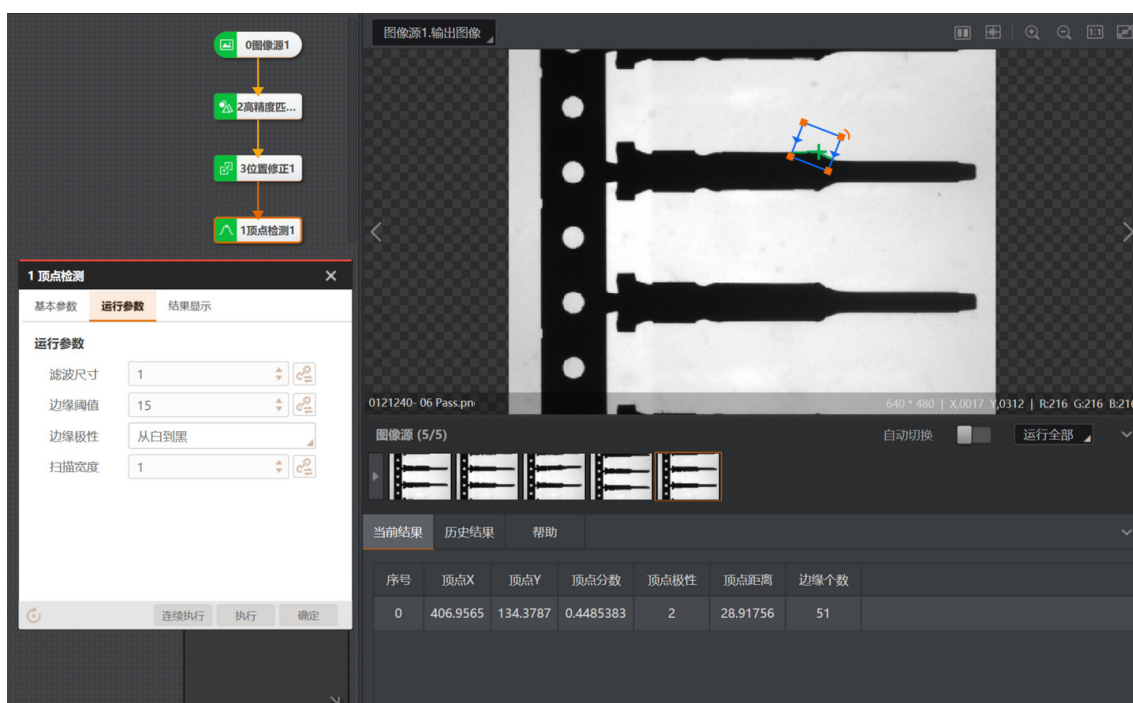 0图像源1
2高精度匹...
3位置修正1
1顶点检测1
1 顶点检测
基本参数 运行参数 结果显示
运行参数
滤波尺寸 1
边缘阈值 15
边缘极性 从白到黑
扫描宽度 1
连续执行 执行 确定
图像源1.输出图像
1:1
0121240- 06 Pass.pn
640 * 480 | X,0017 Y,0312 | R:216 G:216 B:216
图像源 (5/5) 自动切换 运行全部
当前结果 历史结果 帮助
序号 顶点X 顶点Y 顶点分数 顶点极性 顶点距离 边缘个数
0 406.9565 134.3787 0.4485383 2 28.91756 51